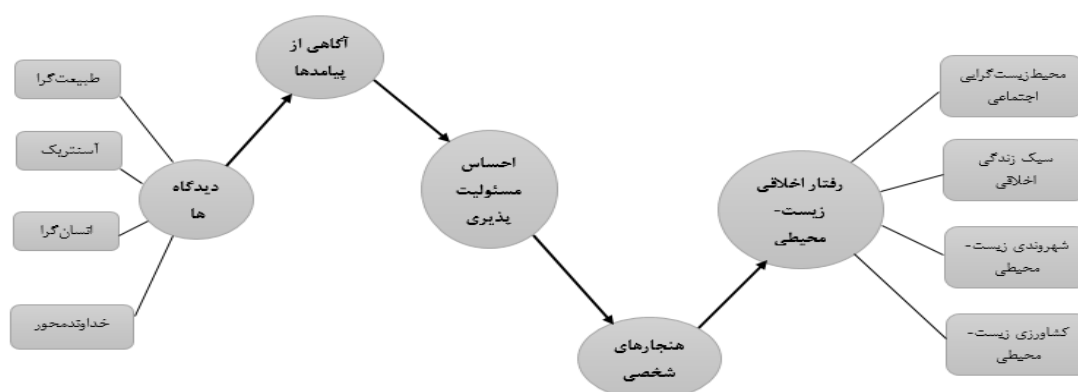 آگاهی از
پیامدها
طبیعت‌گرا
آسنتریک
انسان‌گرا
خداوندمحور
دیدگاه
ها
احساس
مسئولیت
پذیری
هنجارهای
شخصی
رفتار اخلاقی
زیست-
محیطی
محیط‌زیست‌گرایی
اجتماعی
سبک زندگی
اخلاقی
شهروندی زیست-
محیطی
کشاورزی زیست-
محیطی